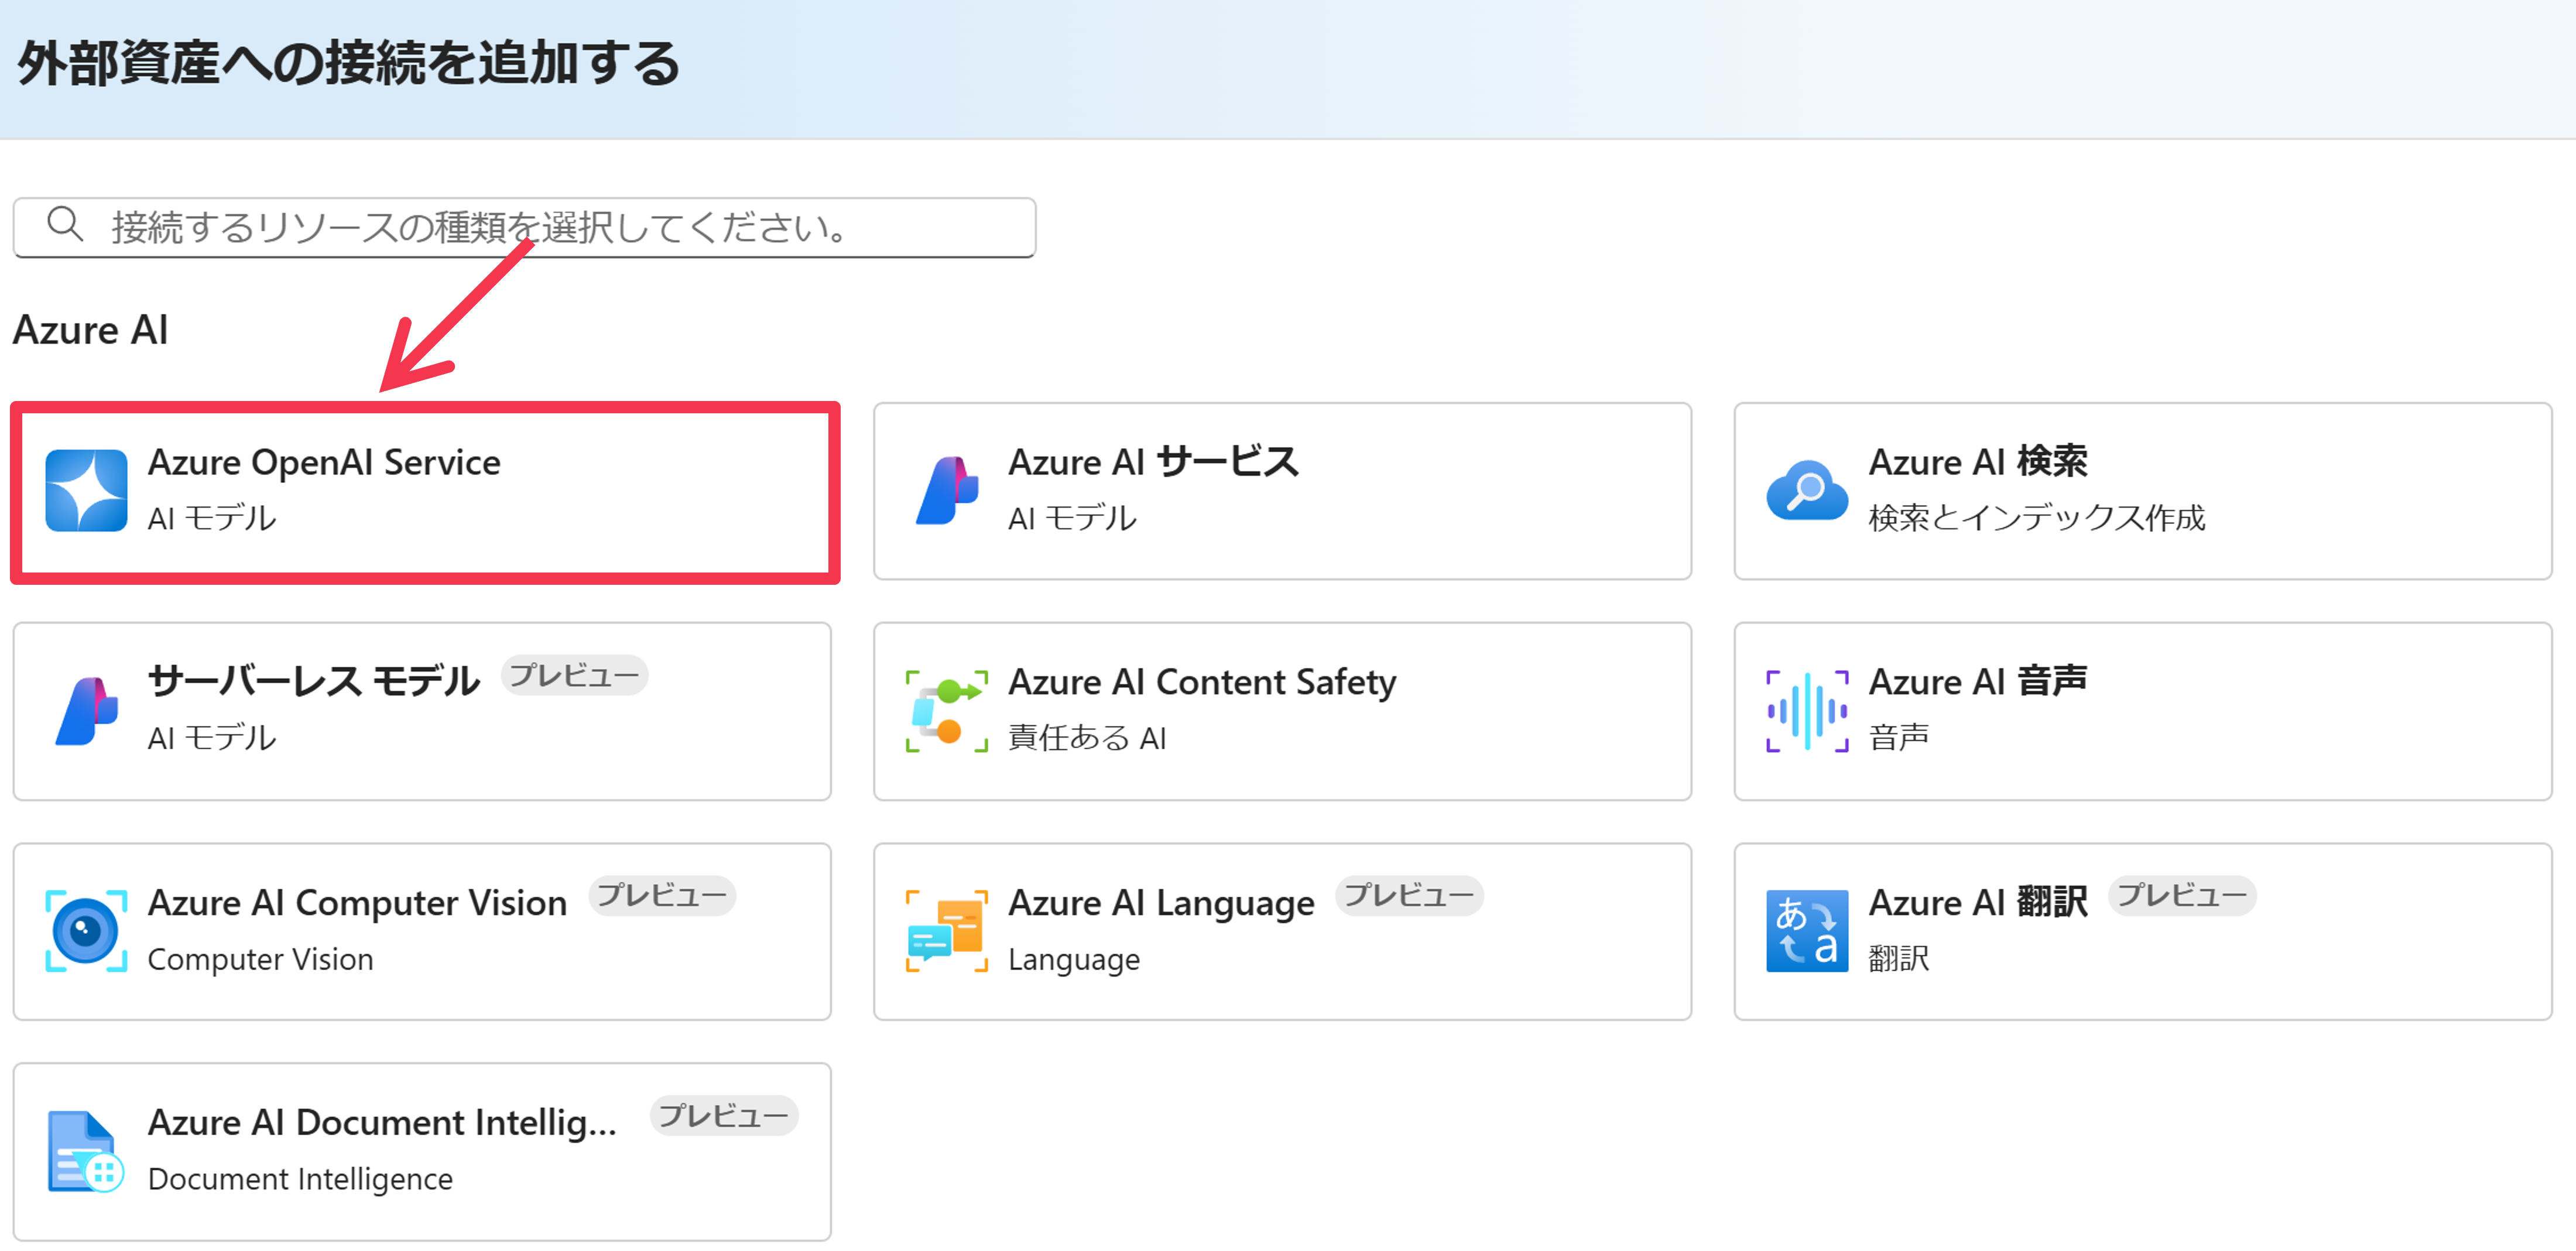 外部資産への接続を追加する
接続するリソースの種類を選択してください。
Azure AI
Azure OpenAI Service
AI モデル
Azure AI サービス
AI モデル
Azure AI 検索
検索とインデックス作成
サーバーレス モデル プレビュー
AI モデル
Azure AI Content Safety
責任ある AI
Azure AI 音声
音声
Azure AI Computer Vision プレビュー
Computer Vision
Azure AI Language プレビュー
Language
あ
a
Azure AI 翻訳 プレビュー
翻訳
Azure AI Document Intellig... プレビュー
Document Intelligence